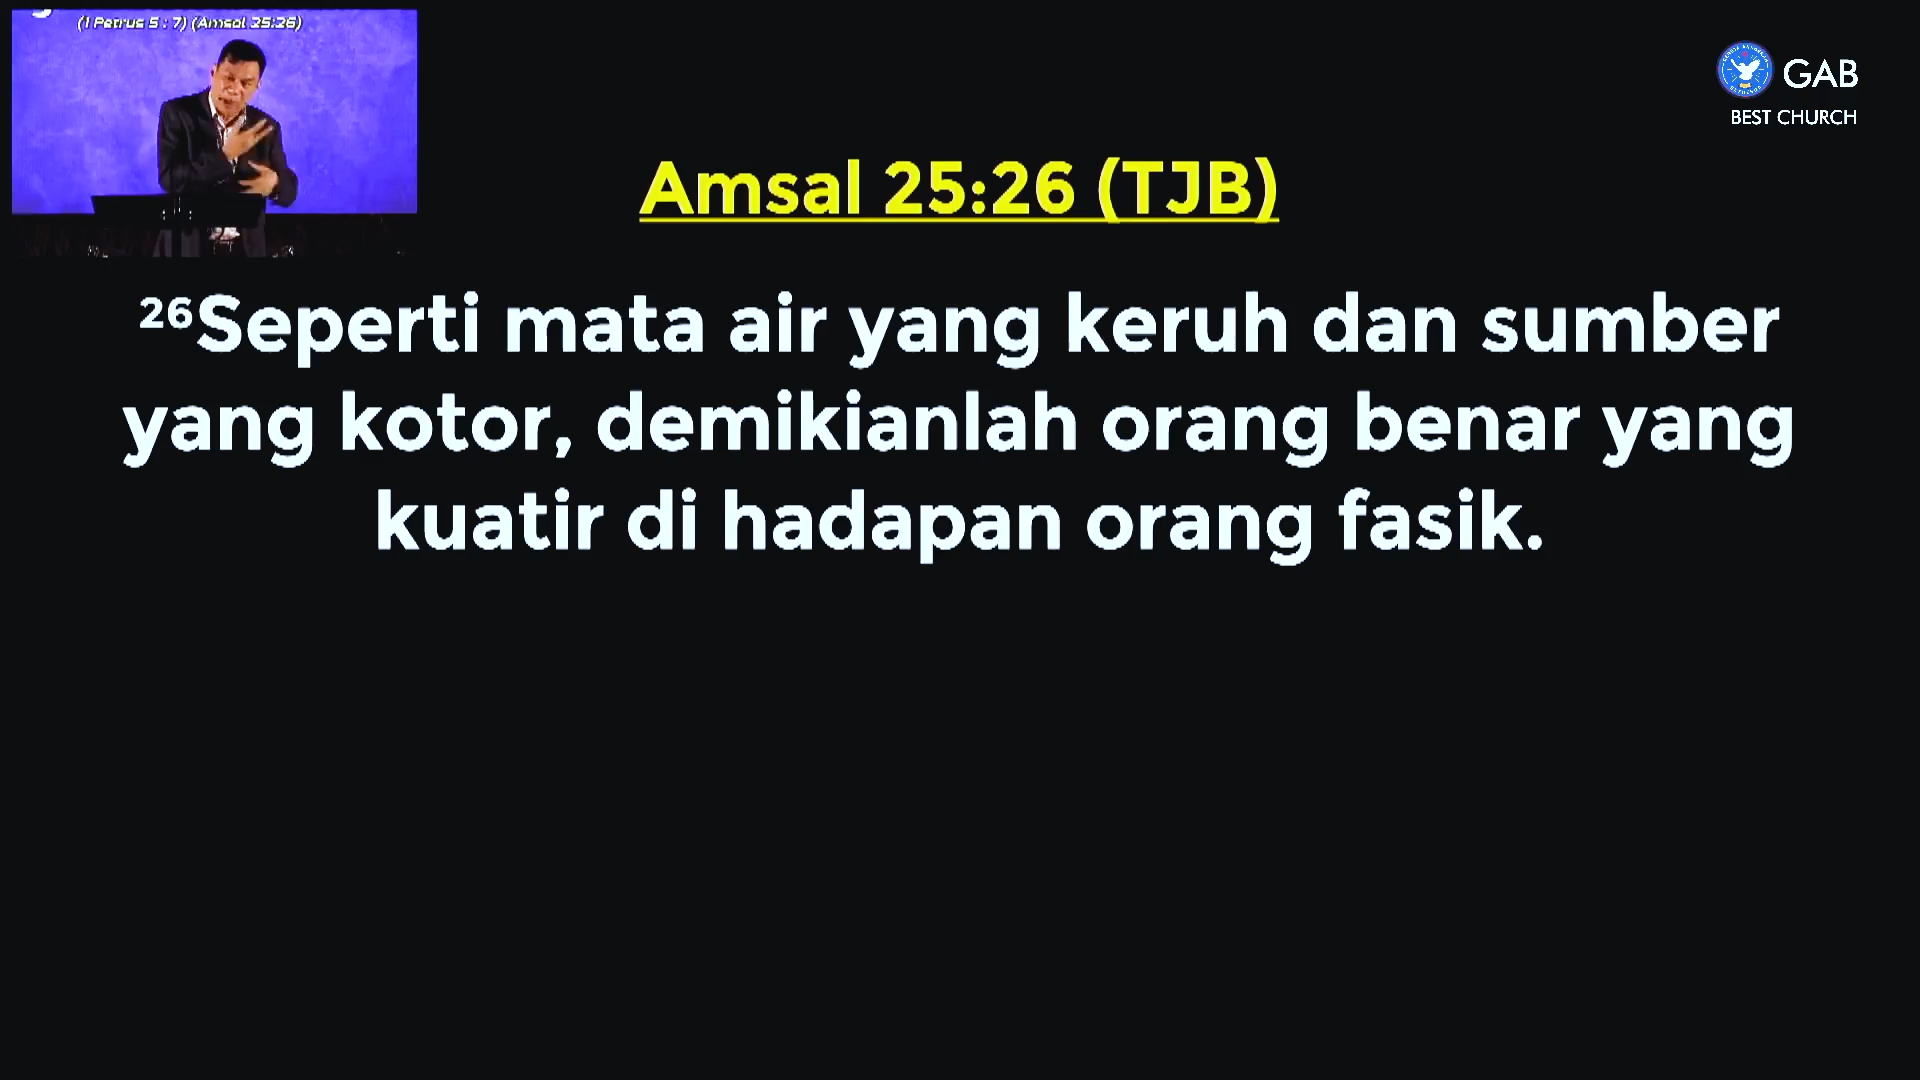 (1 Petrus 5 : 7) (Amsal 25:26)
GAB
BEST CHURCH
Amsal 25:26 (TJB)
²⁶Seperti mata air yang keruh dan sumber
yang kotor, demikianlah orang benar yang
kuatir di hadapan orang fasik.